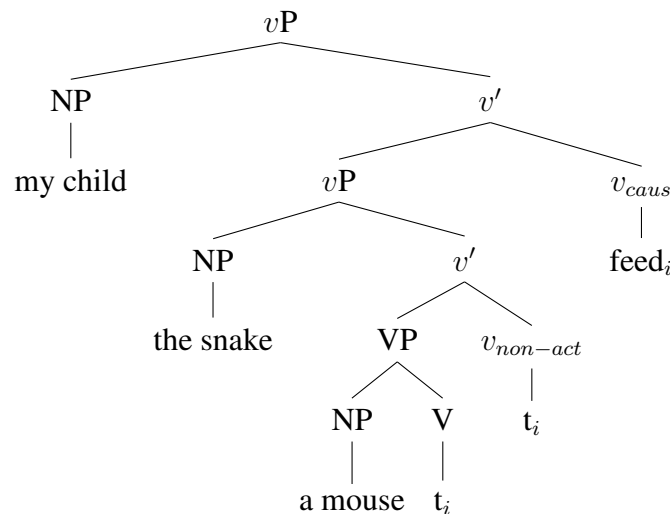 vP
NP v′
my child vP v_caus
NP v′ feed_i
the snake VP v_non−act
NP V t_i
a mouse t_i